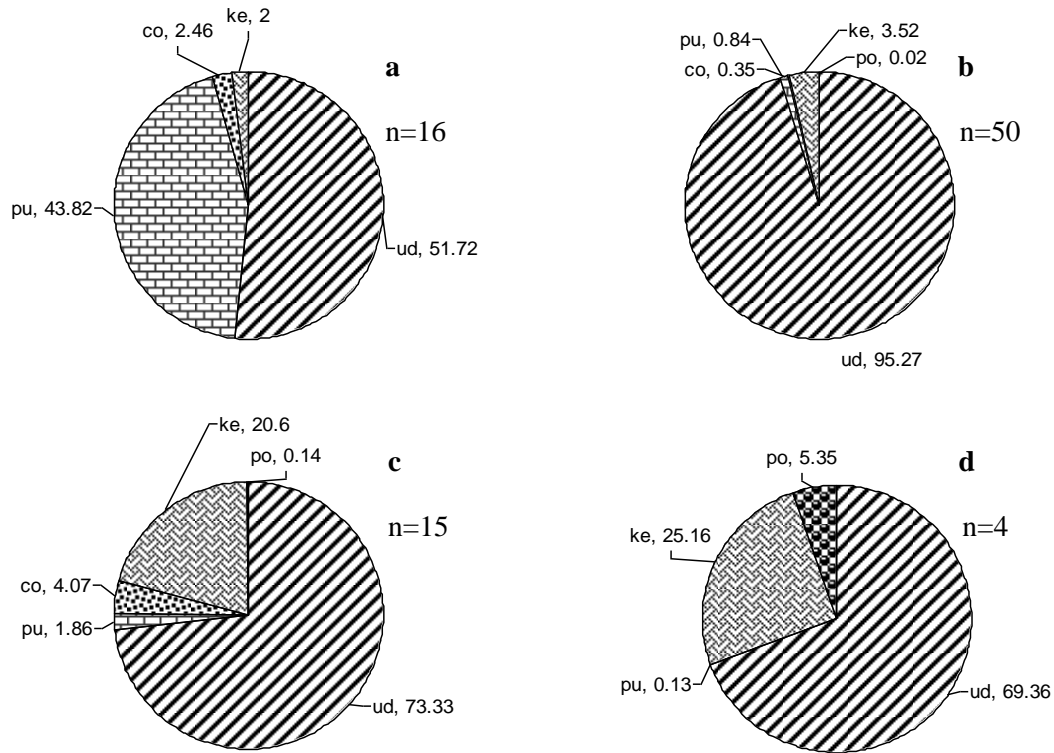 ke, 2
co, 2.46
a
n=16
pu, 43.82
ud, 51.72
ke, 3.52
pu, 0.84
po, 0.02
co, 0.35
b
n=50
ud, 95.27
ke, 20.6
po, 0.14
c
n=15
co, 4.07
pu, 1.86
ud, 73.33
po, 5.35
d
n=4
ke, 25.16
pu, 0.13
ud, 69.36